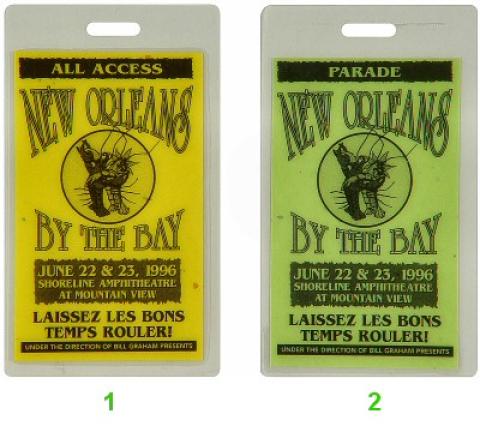 ALL ACCESS
NEW ORLEANS
BY THE BAY
JUNE 22 & 23, 1996
SHORELINE AMPHITHEATRE
AT MOUNTAIN VIEW
LAISSEZ LES BONS
TEMPS ROULER!
UNDER THE DIRECTION OF BILL GRAHAM PRESENTS
1
PARADE
NEW ORLEANS
BY THE BAY
JUNE 22 & 23, 1996
SHORELINE AMPHITHEATRE
AT MOUNTAIN VIEW
LAISSEZ LES BONS
TEMPS ROULER!
UNDER THE DIRECTION OF BILL GRAHAM PRESENTS
2